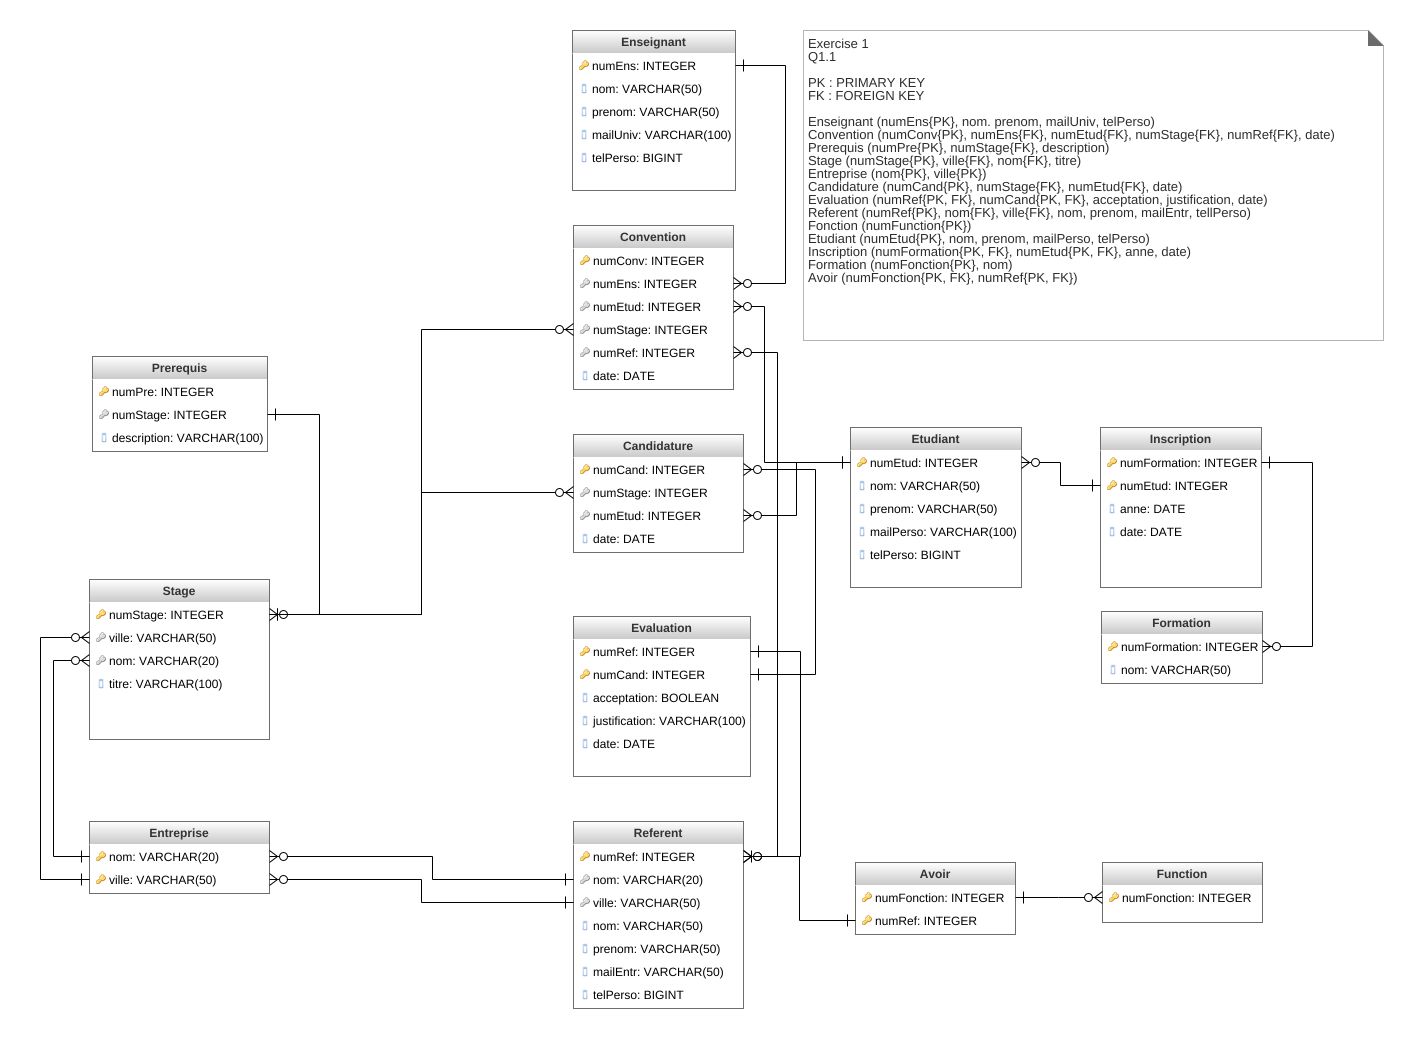 Enseignant
numEns: INTEGER
nom: VARCHAR(50)
prenom: VARCHAR(50)
mailUniv: VARCHAR(100)
telPerso: BIGINT
Exercise 1
Q1.1
PK : PRIMARY KEY
FK : FOREIGN KEY
Enseignant (numEns{PK}, nom. prenom, mailUniv, telPerso)
Convention (numConv{PK}, numEns{FK}, numEtud{FK}, numStage{FK}, numRef{FK}, date)
Prerequis (numPre{PK}, numStage{FK}, description)
Stage (numStage{PK}, ville{FK}, nom{FK}, titre)
Entreprise (nom{PK}, ville{PK})
Candidature (numCand{PK}, numStage{FK}, numEtud{FK}, date)
Evaluation (numRef{PK, FK}, numCand{PK, FK}, acceptation, justification, date)
Referent (numRef{PK}, nom{FK}, ville{FK}, nom, prenom, mailEntr, tellPerso)
Fonction (numFunction{PK})
Etudiant (numEtud{PK}, nom, prenom, mailPerso, telPerso)
Inscription (numFormation{PK, FK}, numEtud{PK, FK}, anne, date)
Formation (numFonction{PK}, nom)
Avoir (numFonction{PK, FK}, numRef{PK, FK})
Convention
numConv: INTEGER
numEns: INTEGER
numEtud: INTEGER
numStage: INTEGER
numRef: INTEGER
date: DATE
Prerequis
numPre: INTEGER
numStage: INTEGER
description: VARCHAR(100)
Candidature
numCand: INTEGER
numStage: INTEGER
numEtud: INTEGER
date: DATE
Etudiant
numEtud: INTEGER
nom: VARCHAR(50)
prenom: VARCHAR(50)
mailPerso: VARCHAR(100)
telPerso: BIGINT
Inscription
numFormation: INTEGER
numEtud: INTEGER
anne: DATE
date: DATE
Stage
numStage: INTEGER
ville: VARCHAR(50)
nom: VARCHAR(20)
titre: VARCHAR(100)
Evaluation
numRef: INTEGER
numCand: INTEGER
acceptation: BOOLEAN
justification: VARCHAR(100)
date: DATE
Formation
numFormation: INTEGER
nom: VARCHAR(50)
Entreprise
nom: VARCHAR(20)
ville: VARCHAR(50)
Referent
numRef: INTEGER
nom: VARCHAR(20)
ville: VARCHAR(50)
nom: VARCHAR(50)
prenom: VARCHAR(50)
mailEntr: VARCHAR(50)
telPerso: BIGINT
Avoir
numFonction: INTEGER
numRef: INTEGER
Function
numFonction: INTEGER